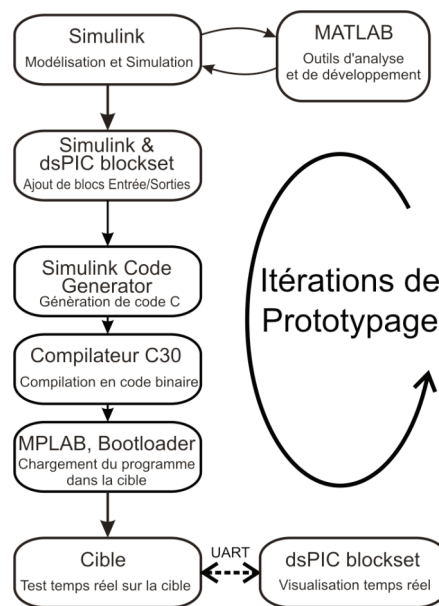 Simulink
Modélisation et Simulation
MATLAB
Outils d'analyse
et de développement
Simulink &
dsPIC blockset
Ajout de blocs Entrée/Sorties
Simulink Code
Generator
Génèration de code C
Itérations de
Prototypage
Compilateur C30
Compilation en code binaire
MPLAB, Bootloader
Chargement du programme
dans la cible
Cible
Test temps réel sur la cible
UART
dsPIC blockset
Visualisation temps réel